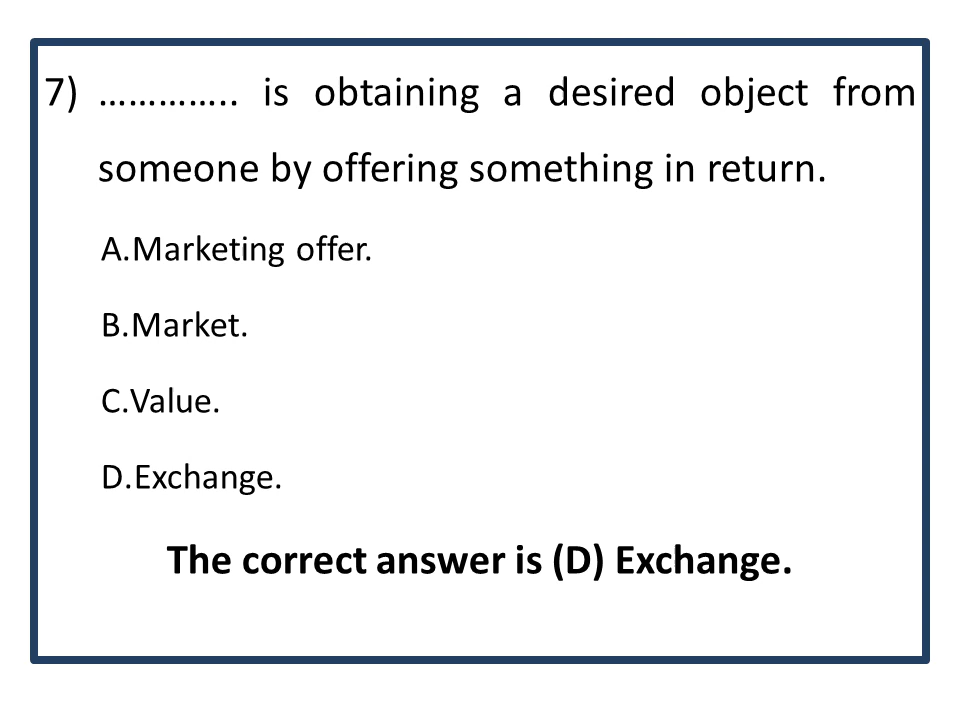 7) ………….. is obtaining a desired object from
someone by offering something in return.
A.Marketing offer.
B.Market.
C.Value.
D.Exchange.
The correct answer is (D) Exchange.